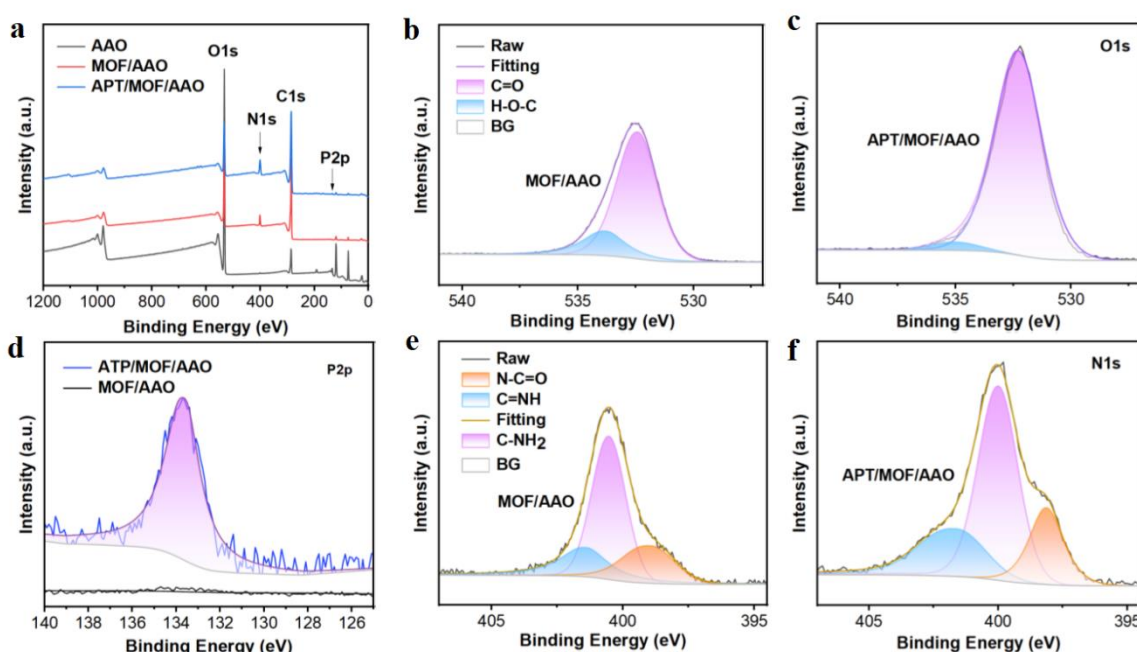 a
AAO
MOF/AAO
APT/MOF/AAO
O1s
N1s
C1s
P2p
Intensity (a.u.)
1200 1000 800 600 400 200 0
Binding Energy (eV)
b
Raw
Fitting
C=O
H-O-C
BG
MOF/AAO
Intensity (a.u.)
540 535 530
Binding Energy (eV)
c
O1s
APT/MOF/AAO
Intensity (a.u.)
540 535 530
Binding Energy (eV)
d
ATP/MOF/AAO
MOF/AAO
P2p
Intensity (a.u.)
140 138 136 134 132 130 128 126
Binding Energy (eV)
e
Raw
N-C=O
C=NH
Fitting
C-NH2
BG
MOF/AAO
Intensity (a.u.)
405 400 395
Binding Energy (eV)
f
N1s
APT/MOF/AAO
Intensity (a.u.)
405 400 395
Binding Energy (eV)